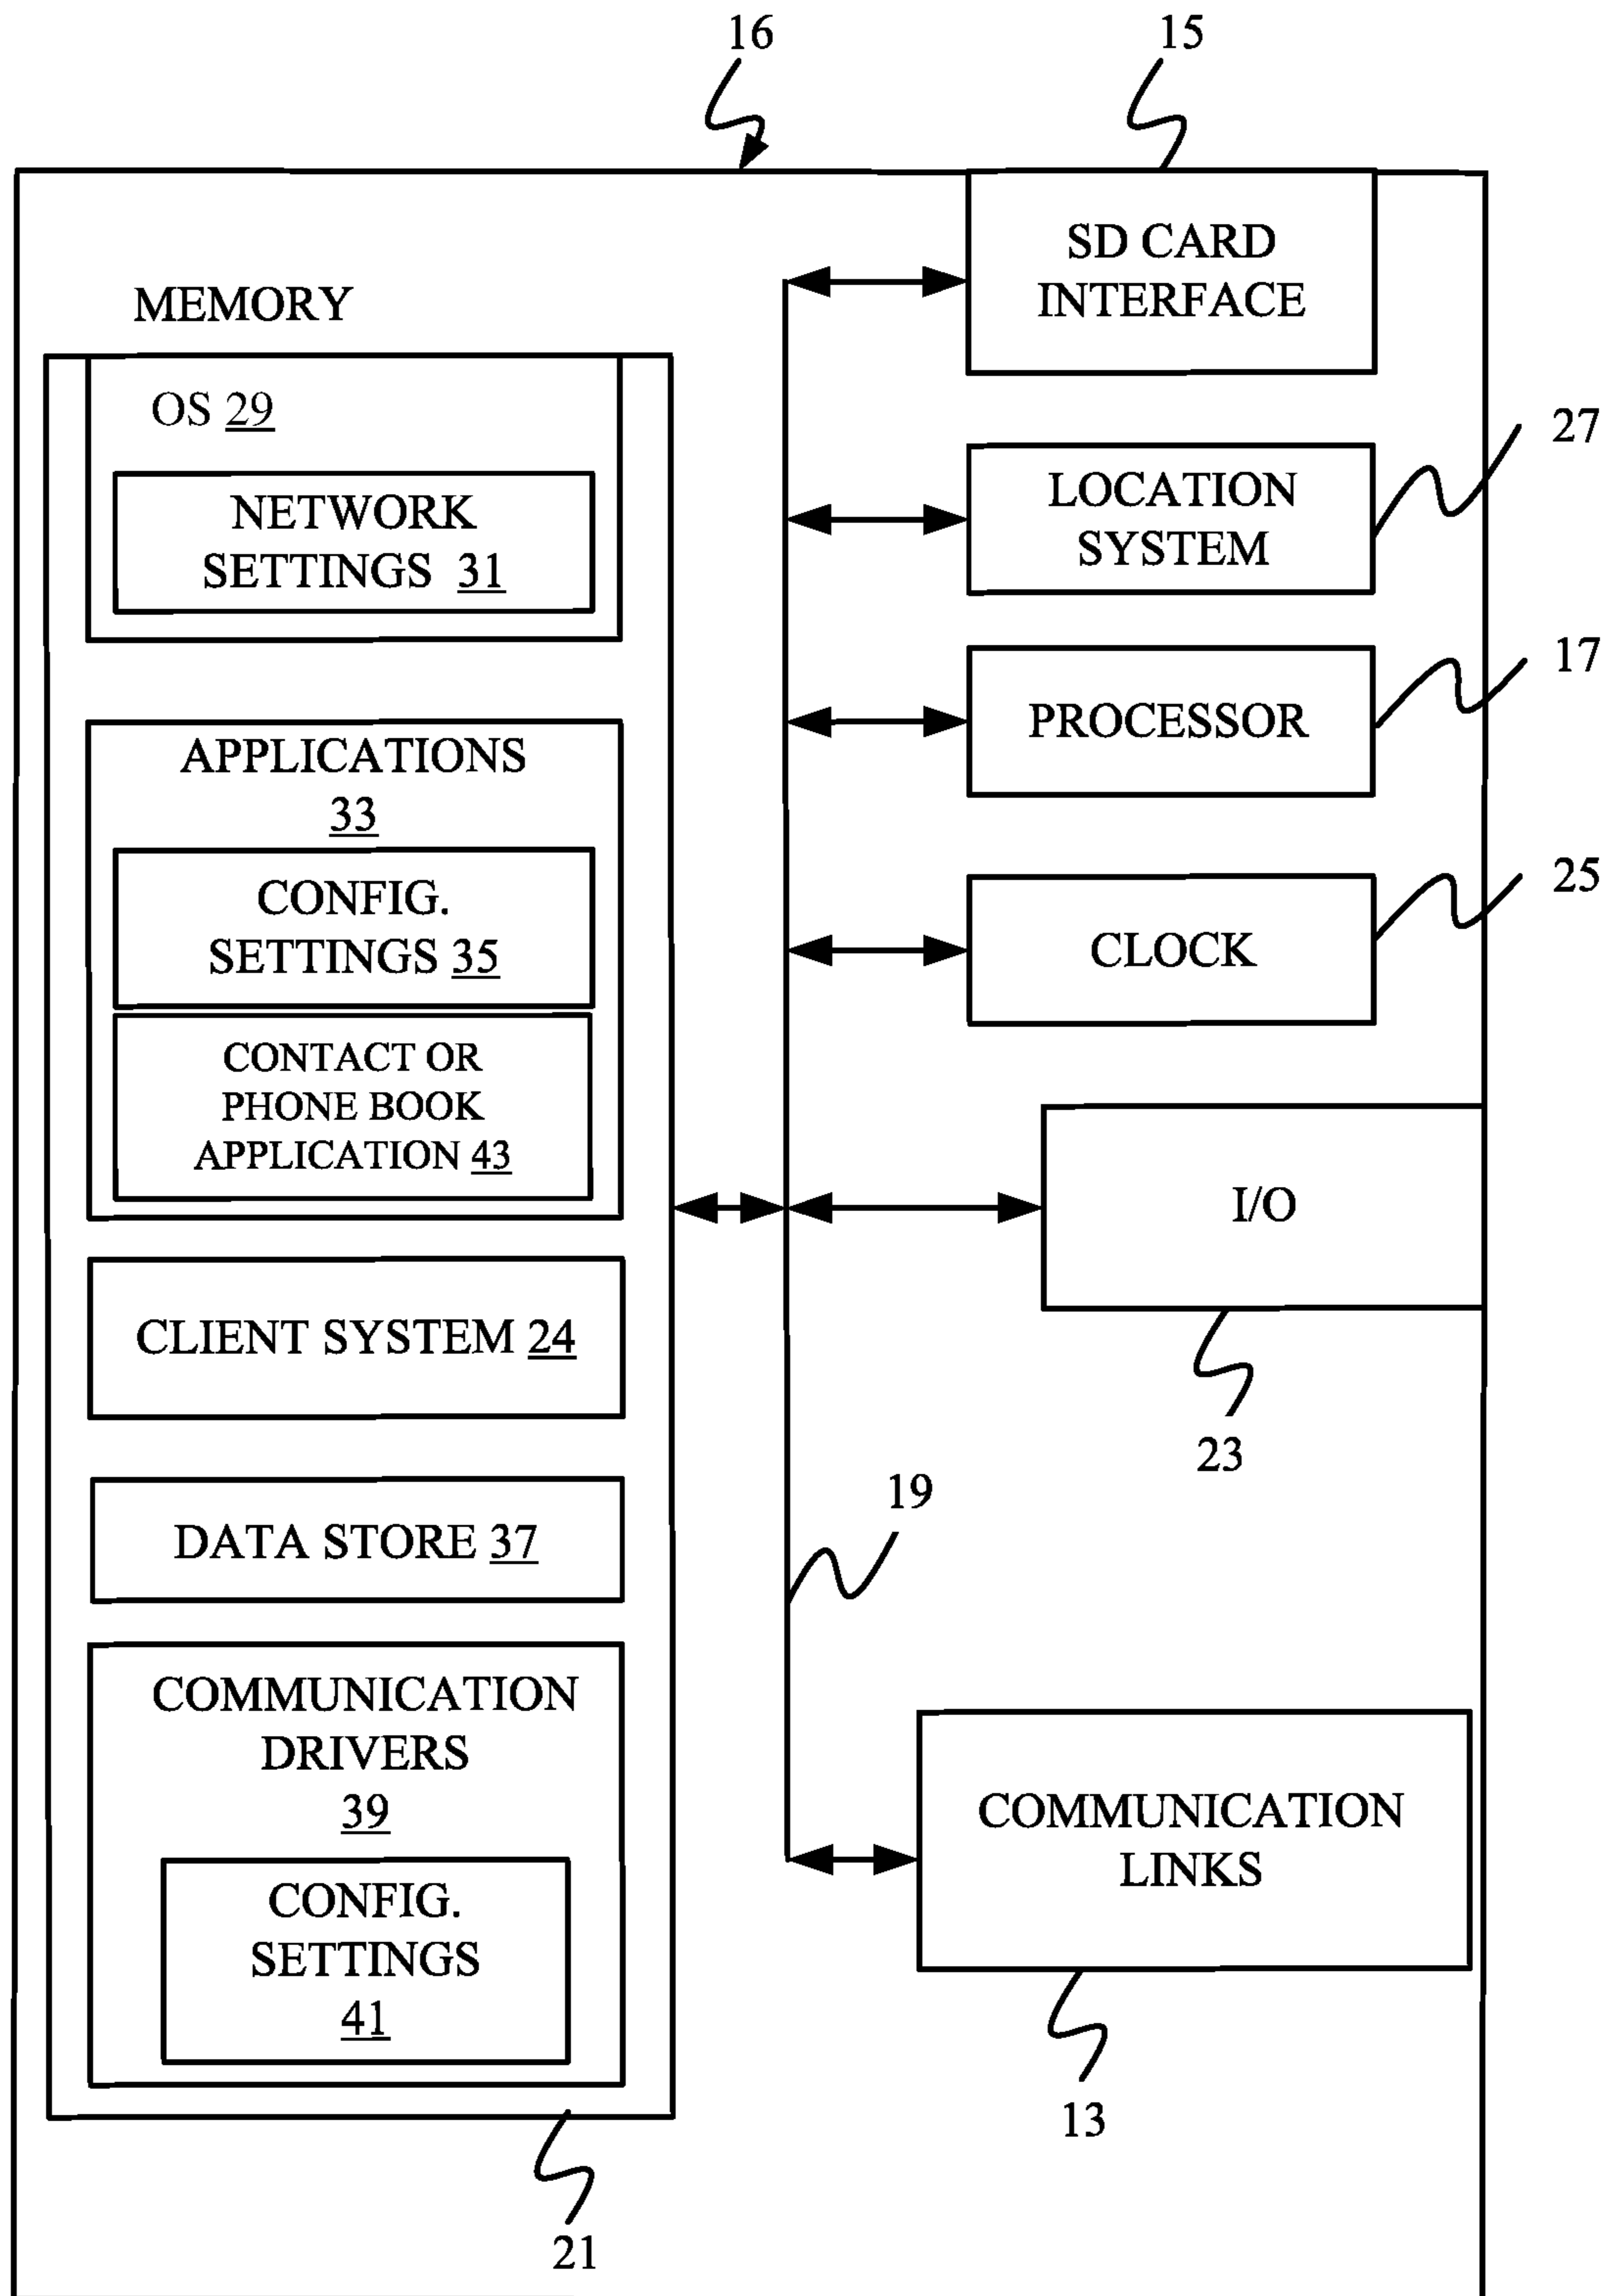 16
15
MEMORY
OS 29
NETWORK
SETTINGS 31
APPLICATIONS
33
CONFIG.
SETTINGS 35
CONTACT OR
PHONE BOOK
APPLICATION 43
CLIENT SYSTEM 24
DATA STORE 37
COMMUNICATION
DRIVERS
39
CONFIG.
SETTINGS
41
21
SD CARD
INTERFACE
LOCATION
SYSTEM
27
PROCESSOR
17
CLOCK
25
I/O
23
19
COMMUNICATION
LINKS
13